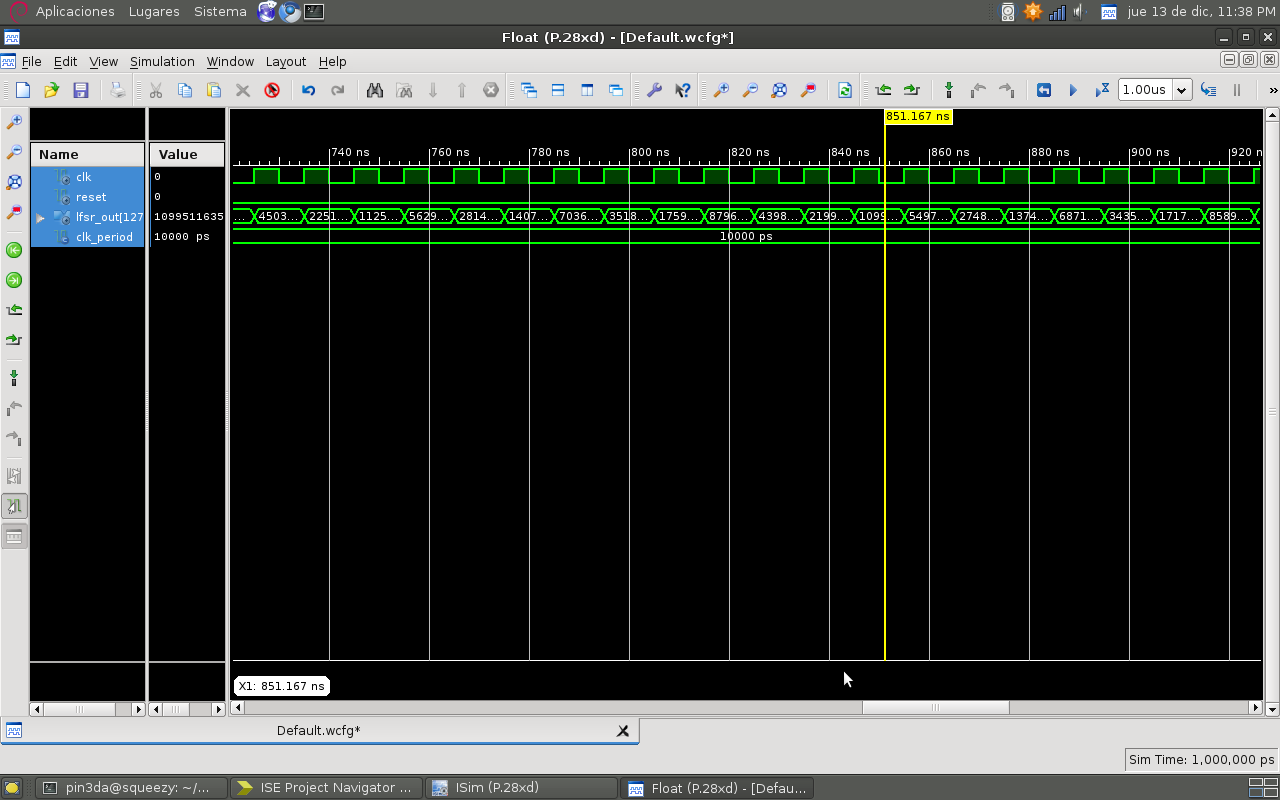 Aplicaciones Lugares Sistema jue 13 de dic, 11:38 PM
Float (P.28xd) - [Default.wcfg*]
File Edit View Simulation Window Layout Help
1.00us »
851.167 ns
Name Value 740 ns 760 ns 780 ns 800 ns 820 ns 840 ns 860 ns 880 ns 900 ns 920 n
clk 0
reset 0
lfsr_out[127 1099511635 ... 4503... 2251... 1125... 5629... 2814... 1407... 7036... 3518... 1759... 8796... 4398... 2199... 1099... 5497... 2748... 1374... 6871... 3435... 1717... 8589...
clk_period 10000 ps 10000 ps
X1: 851.167 ns
Default.wcfg*
Sim Time: 1,000,000 ps
pin3da@squeezy: ~/... ISE Project Navigator ... ISim (P.28xd) Float (P.28xd) - [Defau...